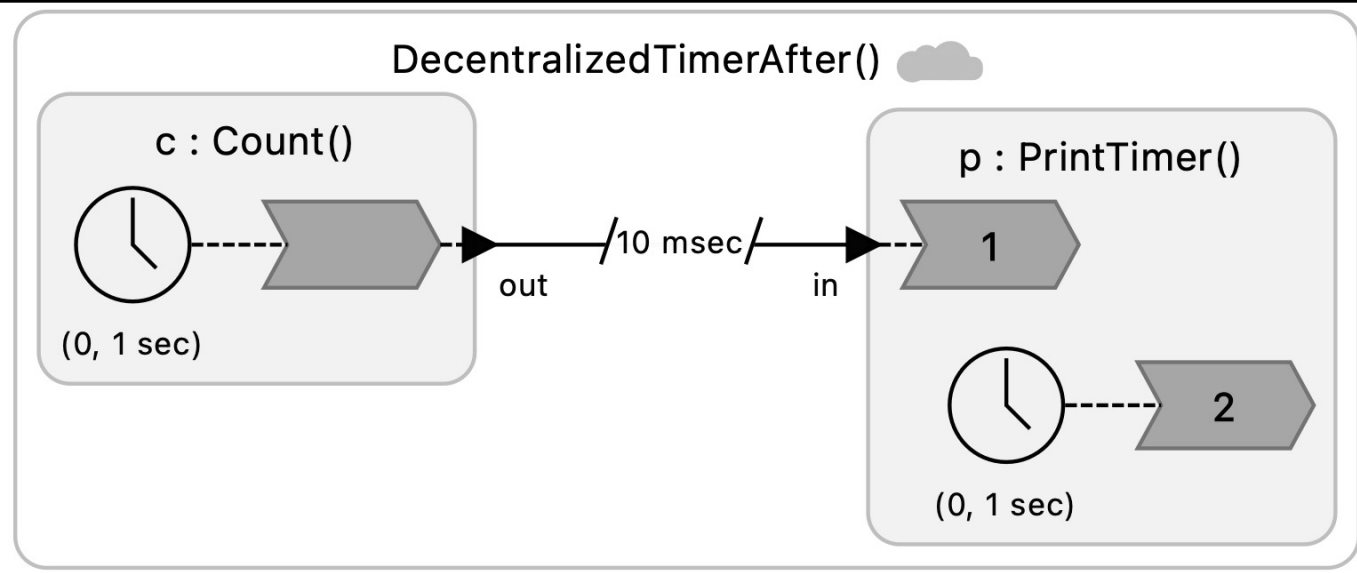 DecentralizedTimerAfter()
c : Count()
(0, 1 sec)
out
10 msec
in
p : PrintTimer()
1
2
(0, 1 sec)